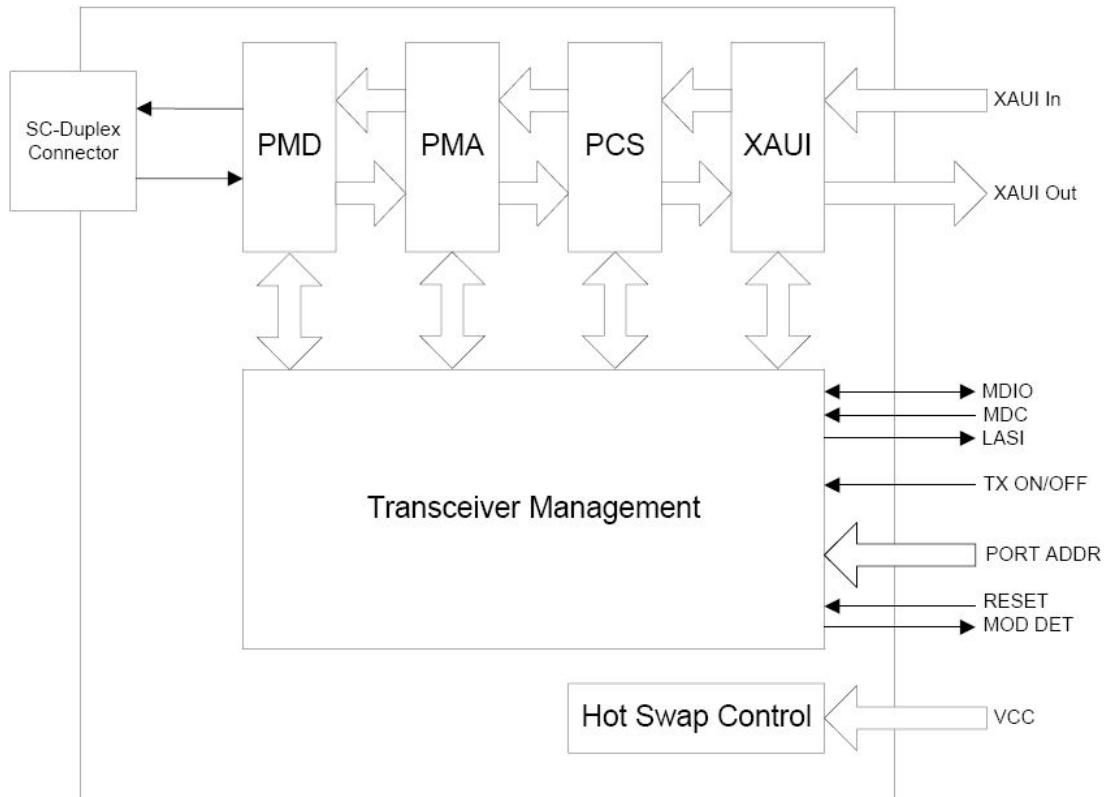 XAUI In
SC-Duplex
Connector
PMD
PMA
PCS
XAUI
XAUI Out
MDIO
MDC
LASI
TX ON/OFF
Transceiver Management
PORT ADDR
RESET
MOD DET
Hot Swap Control
VCC